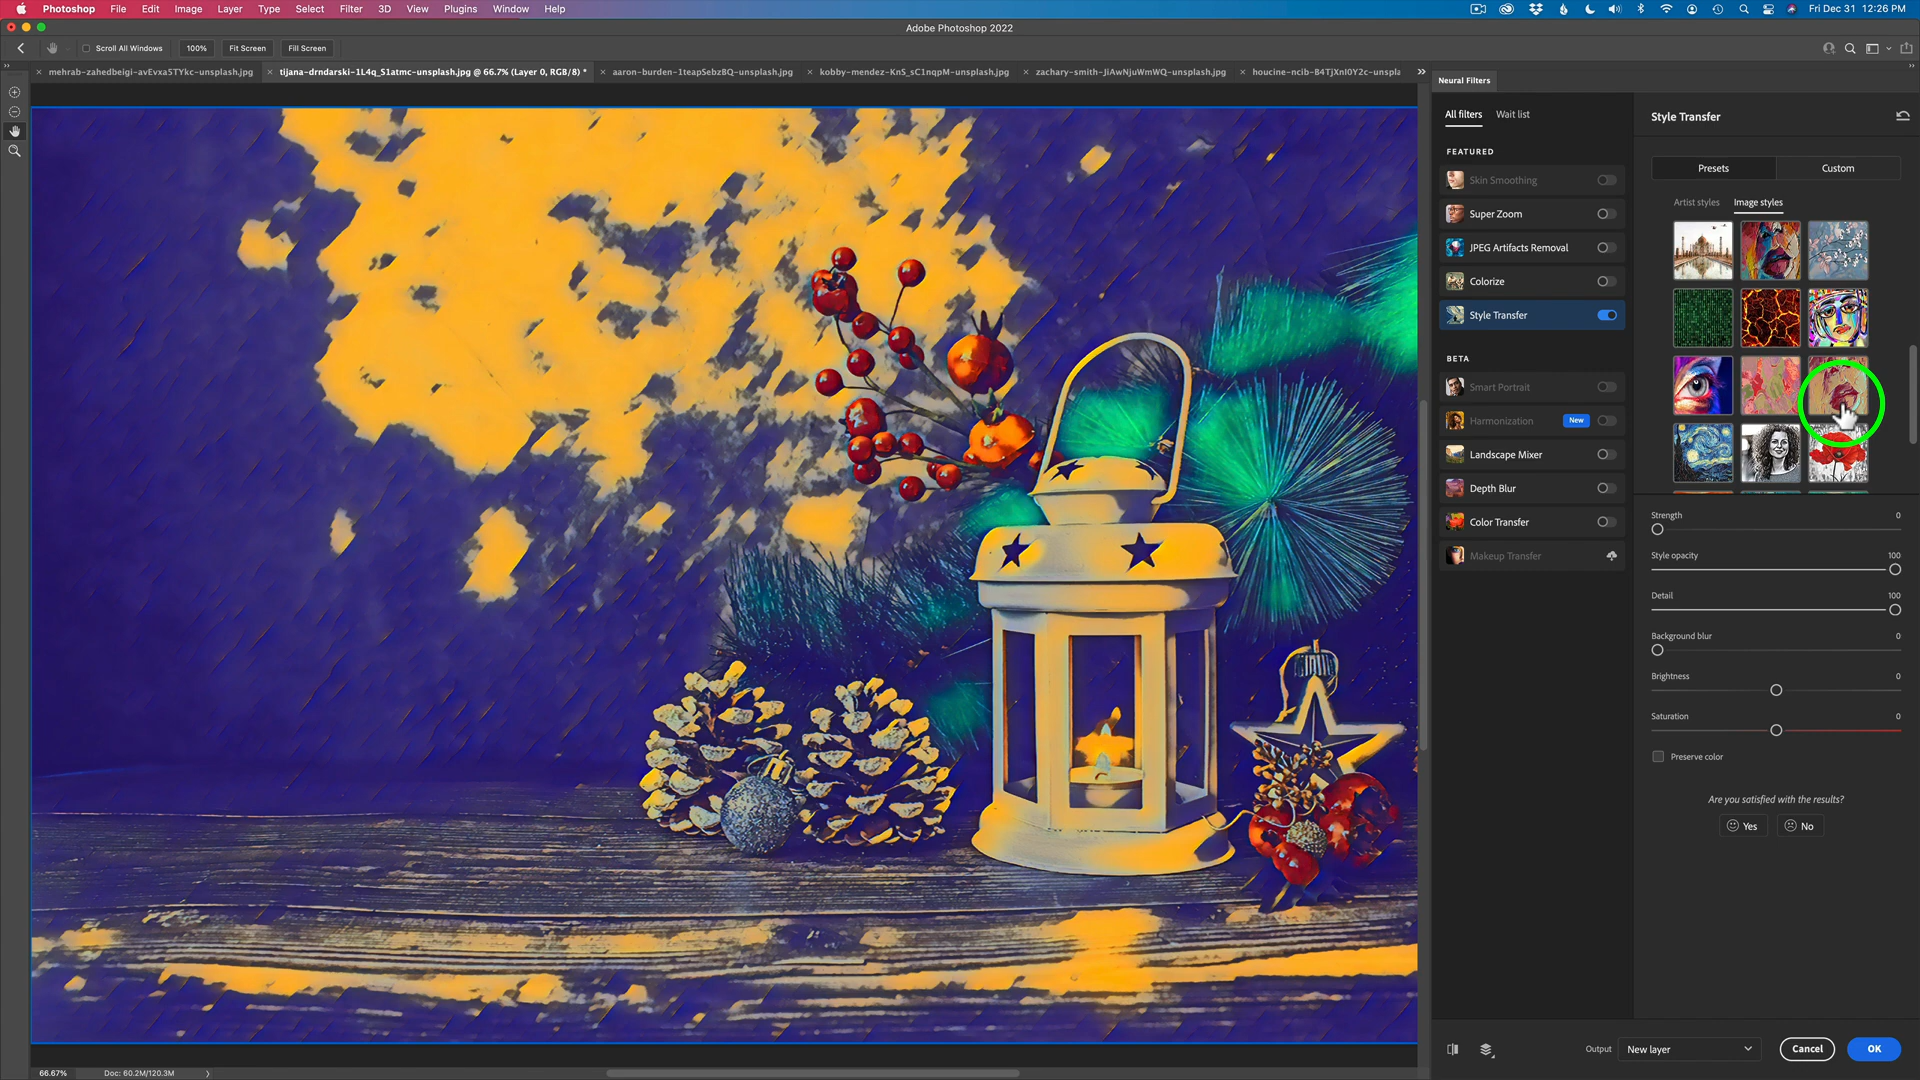 Photoshop File Edit Image Layer Type Select Filter 3D View Plugins Window Help Fri Dec 31 12:26 PM
Adobe Photoshop 2022
Scroll All Windows 100% Fit Screen Fill Screen
mehrab-zahedbeigi-avEvxa5TYkc-unsplash.jpg tijana-drndarski-1L4q_S1atmc-unsplash.jpg @ 66.7% (Layer 0, RGB/8) * aaron-burden-1teapSebzBQ-unsplash.jpg kobby-mendez-KnS_sC1nqpM-unsplash.jpg zachary-smith-JiAwNjuWmWQ-unsplash.jpg houcine-ncib-B4TjXnI0Y2c-unspla
Neural Filters
All filters Wait list
Style Transfer
FEATURED
Presets Custom
Skin Smoothing
Artist styles Image styles
Super Zoom
JPEG Artifacts Removal
Colorize
Style Transfer
BETA
Smart Portrait
Harmonization New
Landscape Mixer
Depth Blur
Color Transfer
Makeup Transfer
Strength 0
Style opacity 100
Detail 100
Background blur 0
Brightness 0
Saturation 0
Preserve color
Are you satisfied with the results?
Yes No
Output New layer Cancel OK
66.67% Doc: 60.2M/120.3M